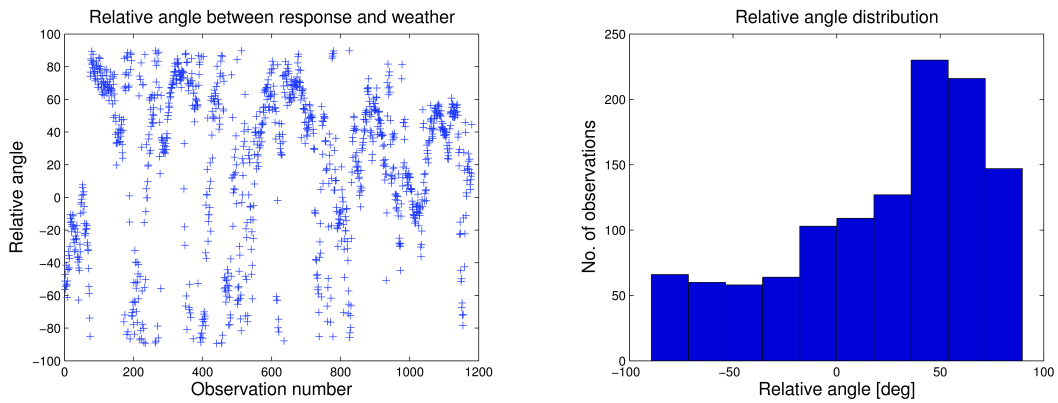 Relative angle between response and weather
100
80
60
40
20
0
−20
−40
−60
−80
−100
Relative angle
0 200 400 600 800 1000 1200
Observation number
Relative angle distribution
250
200
150
100
50
0
No. of observations
−100 −50 0 50 100
Relative angle [deg]